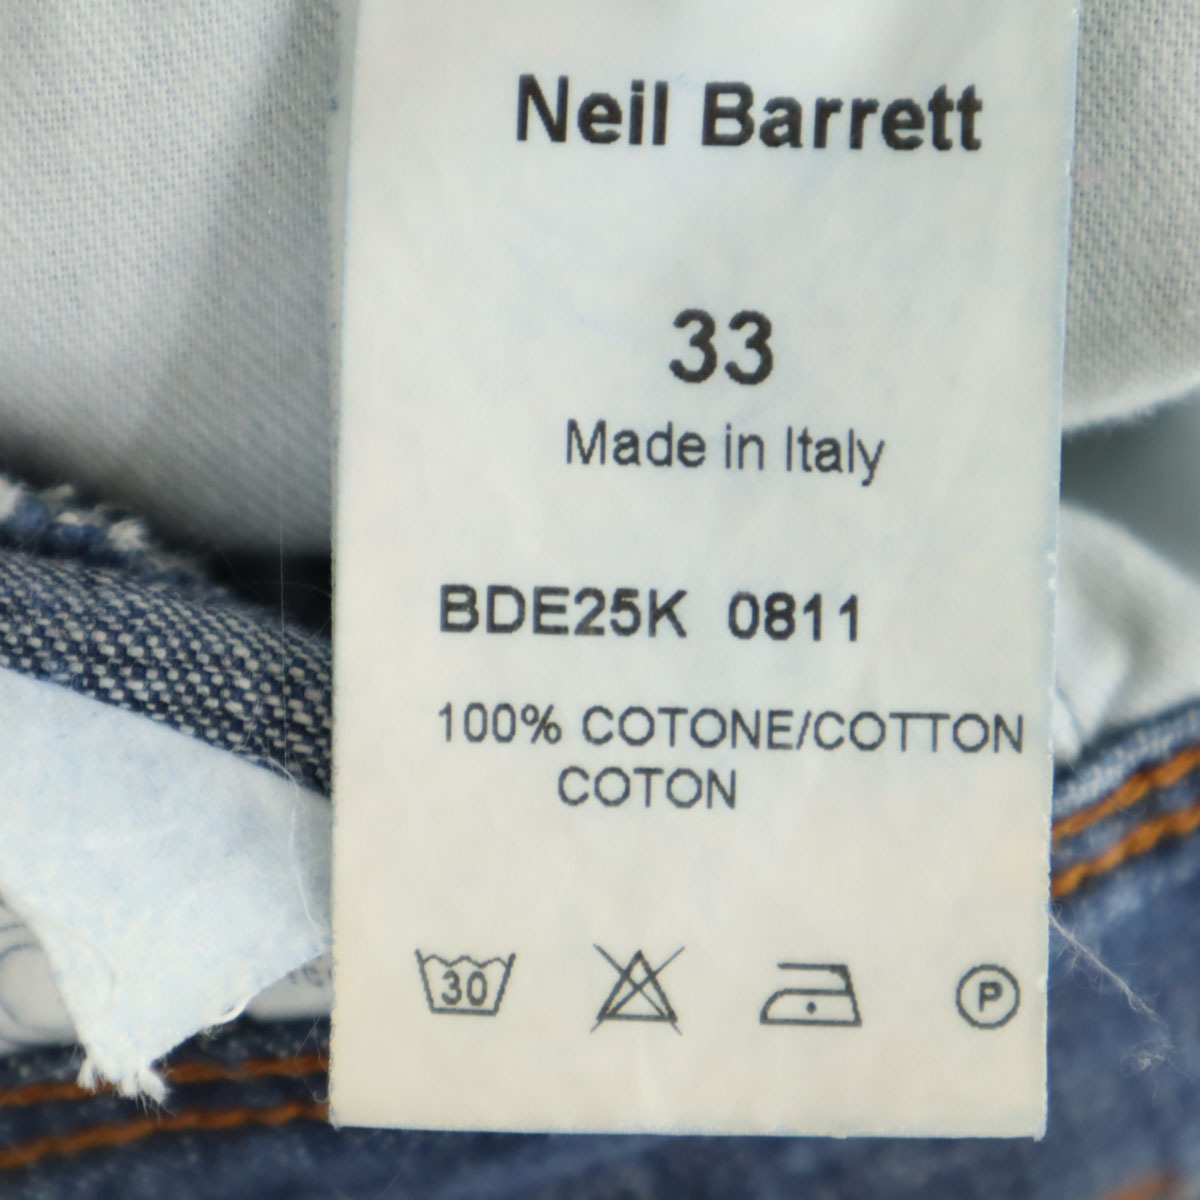 Neil Barrett
33
Made in Italy
BDE25K 0811
100% COTONE/COTTON
COTON
30 P